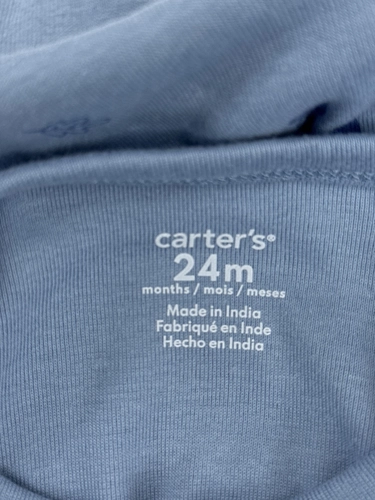 carter's®
24m
months / mois / meses
Made in India
Fabriqué en Inde
Hecho en India